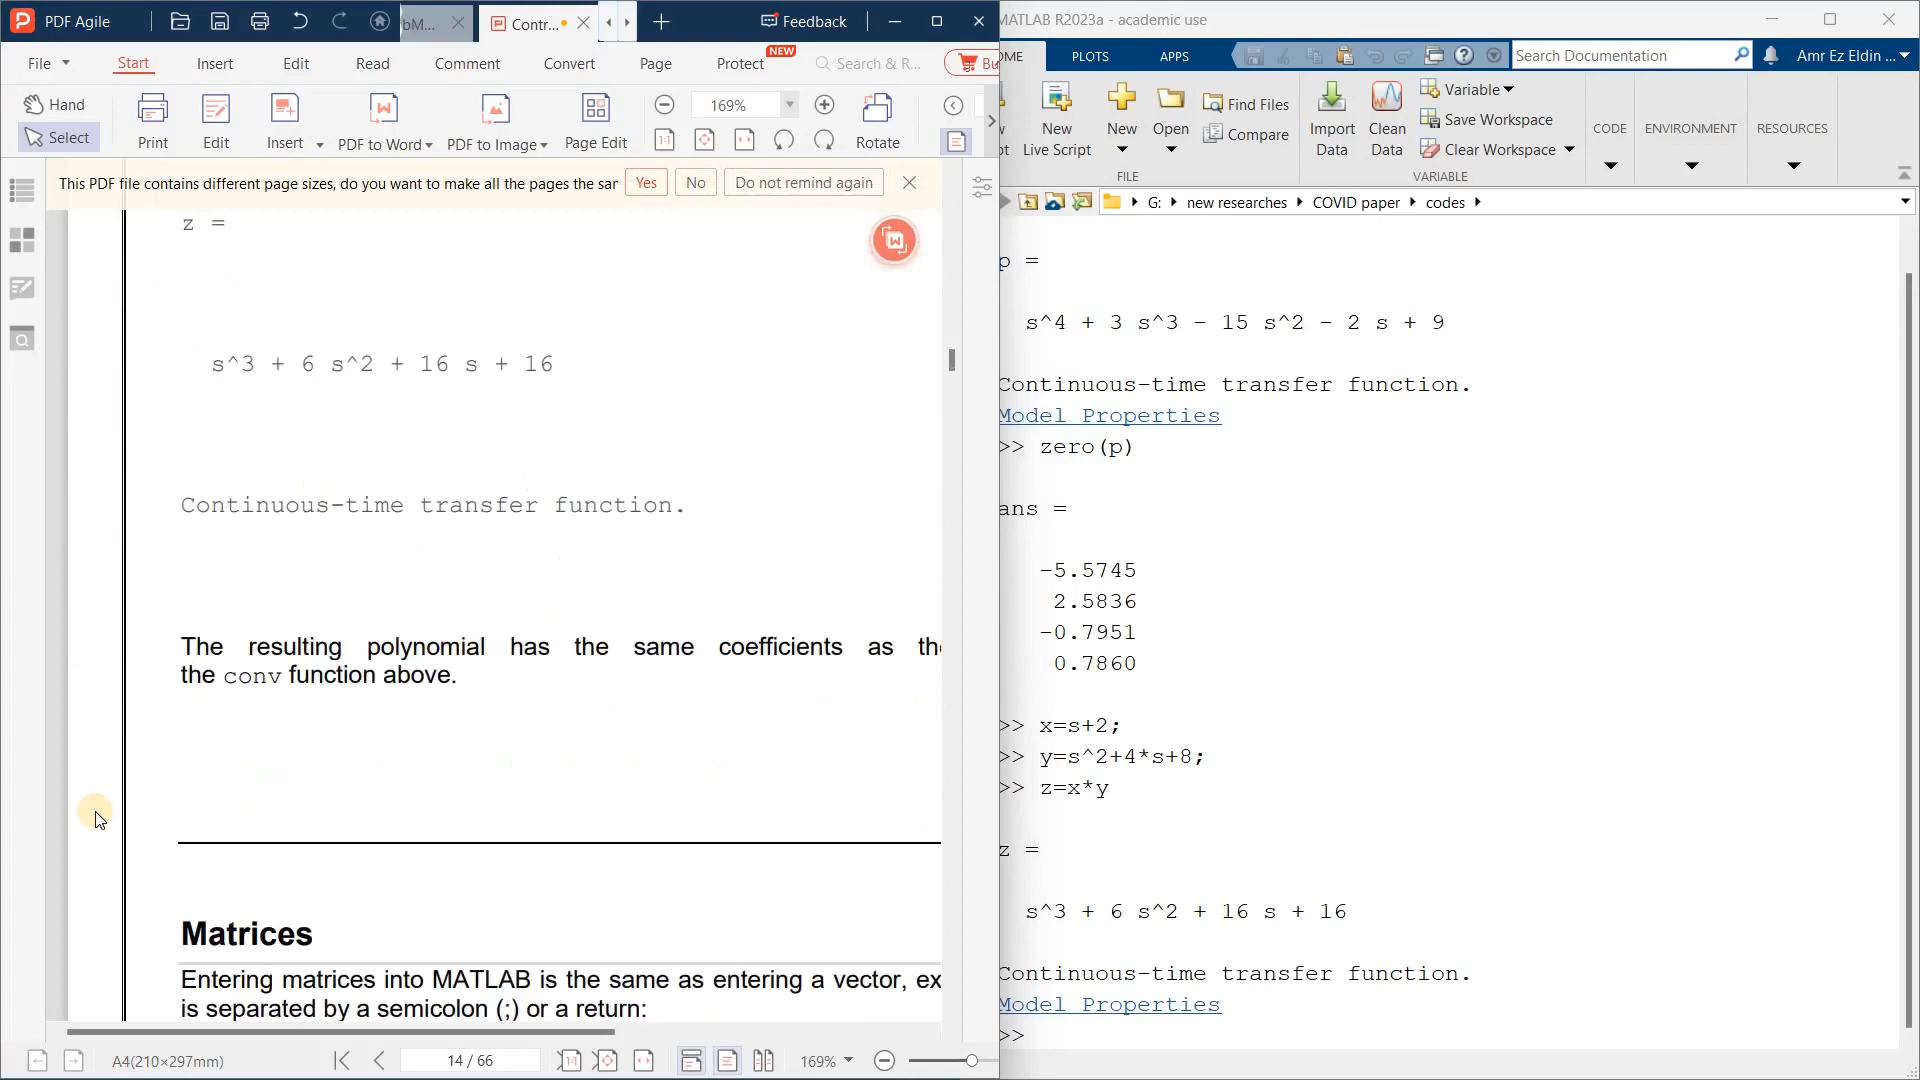 PDF Agile
bM...
Contr...
Feedback
File
Start
Insert
Edit
Read
Comment
Convert
Page
Protect
NEW
Search & R...
Bu
Hand
Select
Print
Edit
Insert
PDF to Word
PDF to Image
Page Edit
169%
Rotate
This PDF file contains different page sizes, do you want to make all the pages the sar
Yes
No
Do not remind again
z =
s^3 + 6 s^2 + 16 s + 16
Continuous-time transfer function.
The resulting polynomial has the same coefficients as the
the conv function above.
Matrices
Entering matrices into MATLAB is the same as entering a vector, ex
is separated by a semicolon (;) or a return:
A4(210×297mm)
14 / 66
169%
MATLAB R2023a - academic use
OME
PLOTS
APPS
Search Documentation
Amr Ez Eldin ...
New
Live Script
New
Open
Find Files
Compare
Import
Data
Clean
Data
Variable
Save Workspace
Clear Workspace
CODE
ENVIRONMENT
RESOURCES
FILE
VARIABLE
G:
new researches
COVID paper
codes
p =
s^4 + 3 s^3 - 15 s^2 - 2 s + 9
Continuous-time transfer function.
Model Properties
>> zero(p)
ans =
-5.5745
2.5836
-0.7951
0.7860
>> x=s+2;
>> y=s^2+4*s+8;
>> z=x*y
z =
s^3 + 6 s^2 + 16 s + 16
Continuous-time transfer function.
Model Properties
>>